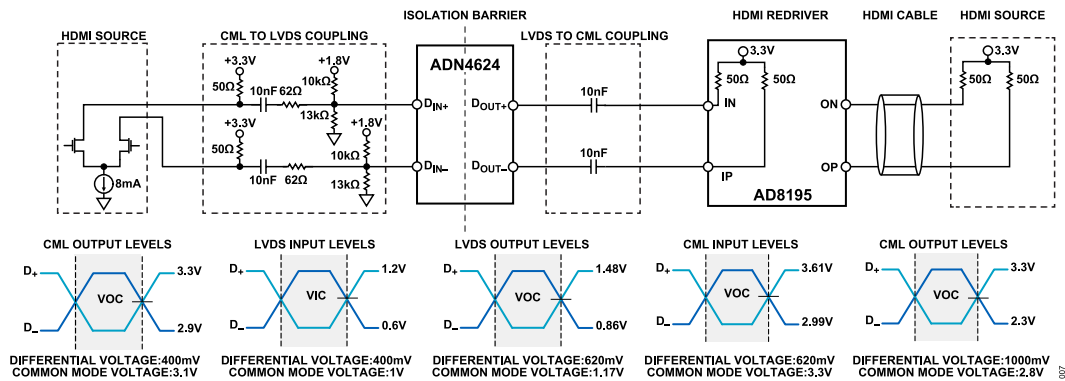 ISOLATION BARRIER
HDMI REDRIVER
HDMI CABLE
HDMI SOURCE
HDMI SOURCE
CML TO LVDS COUPLING
LVDS TO CML COUPLING
+3.3V
50Ω
10nF
62Ω
+1.8V
10kΩ
13kΩ
+3.3V
50Ω
10nF
62Ω
+1.8V
10kΩ
13kΩ
8mA
ADN4624
DIN+
DIN–
DOUT+
DOUT–
10nF
10nF
3.3V
50Ω
50Ω
IN
IP
ON
OP
AD8195
3.3V
50Ω
50Ω
CML OUTPUT LEVELS
D+
D–
VOC
3.3V
2.9V
DIFFERENTIAL VOLTAGE:400mV
COMMON MODE VOLTAGE:3.1V
LVDS INPUT LEVELS
D+
D–
VIC
1.2V
0.6V
DIFFERENTIAL VOLTAGE:400mV
COMMON MODE VOLTAGE:1V
LVDS OUTPUT LEVELS
D+
D–
VOC
1.48V
0.86V
DIFFERENTIAL VOLTAGE:620mV
COMMON MODE VOLTAGE:1.17V
CML INPUT LEVELS
D+
D–
VOC
3.61V
2.99V
DIFFERENTIAL VOLTAGE:620mV
COMMON MODE VOLTAGE:3.3V
CML OUTPUT LEVELS
D+
D–
VOC
3.3V
2.3V
DIFFERENTIAL VOLTAGE:1000mV
COMMON MODE VOLTAGE:2.8V
007